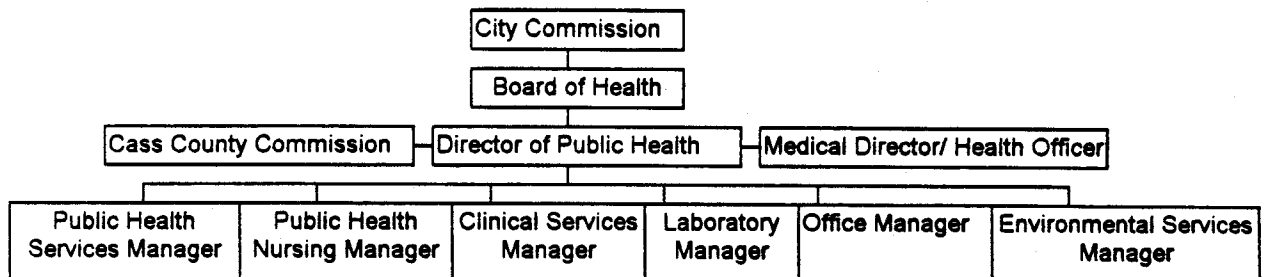 City Commission
Board of Health
Cass County Commission
Director of Public Health
Medical Director/ Health Officer
Public Health
Services Manager
Public Health
Nursing Manager
Clinical Services
Manager
Laboratory
Manager
Office Manager
Environmental Services
Manager